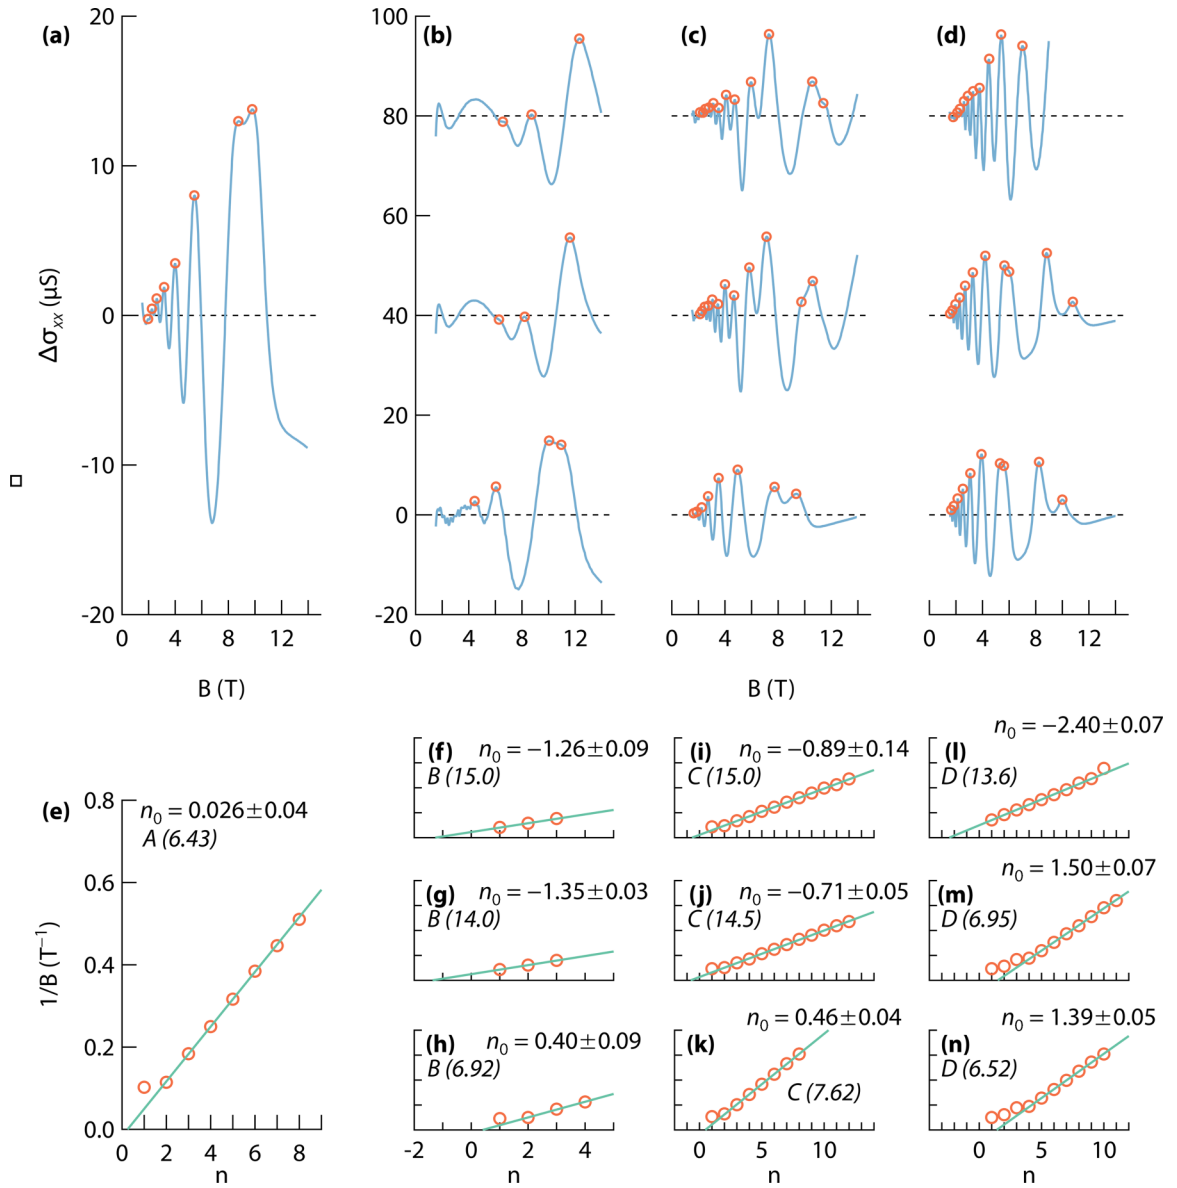 (a)
(b)
(c)
(d)
20
10
0
-10
-20
100
80
60
40
20
0
-20
Δσxx (μS)
0 4 8 12
0 4 8 12
0 4 8 12
0 4 8 12
B (T)
B (T)
(e)
n0 = 0.026±0.04
A (6.43)
0.8
0.6
0.4
0.2
0.0
1/B (T−1)
0 2 4 6 8
n
(f) n0 = −1.26±0.09
B (15.0)
(g) n0 = −1.35±0.03
B (14.0)
(h) n0 = 0.40±0.09
B (6.92)
-2 0 2 4
n
(i) n0 = −0.89±0.14
C (15.0)
(j) n0 = −0.71±0.05
C (14.5)
n0 = 0.46±0.04
(k)
C (7.62)
0 5 10
n
n0 = −2.40±0.07
(l)
D (13.6)
n0 = 1.50±0.07
(m)
D (6.95)
n0 = 1.39±0.05
(n)
D (6.52)
0 5 10
n